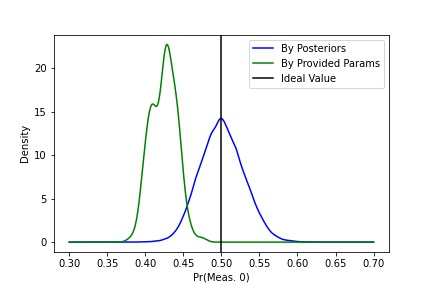 By Posteriors
By Provided Params
Ideal Value
Density
20
15
10
5
0
0.30 0.35 0.40 0.45 0.50 0.55 0.60 0.65 0.70
Pr(Meas. 0)